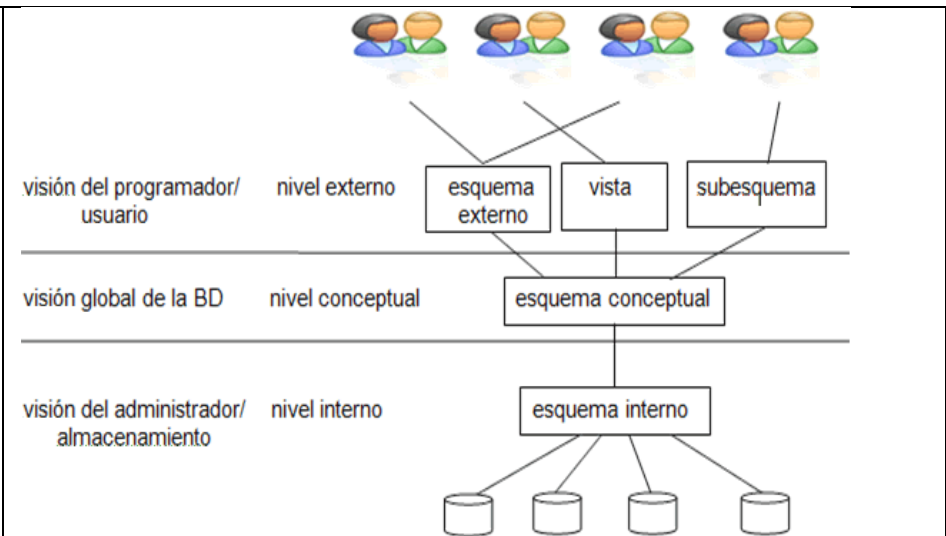 visión del programador/
usuario
nivel externo
esquema
externo
vista
subesquema
visión global de la BD
nivel conceptual
esquema conceptual
visión del administrador/
almacenamiento
nivel interno
esquema interno